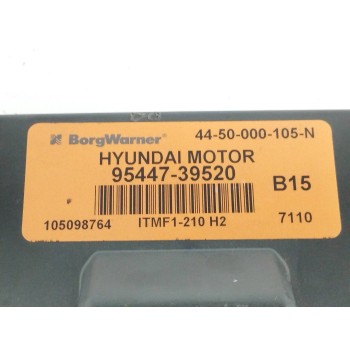 BorgWarner 44-50-000-105-N
HYUNDAI MOTOR
95447-39520
B15
105098764 ITMF1-210 H2 7110